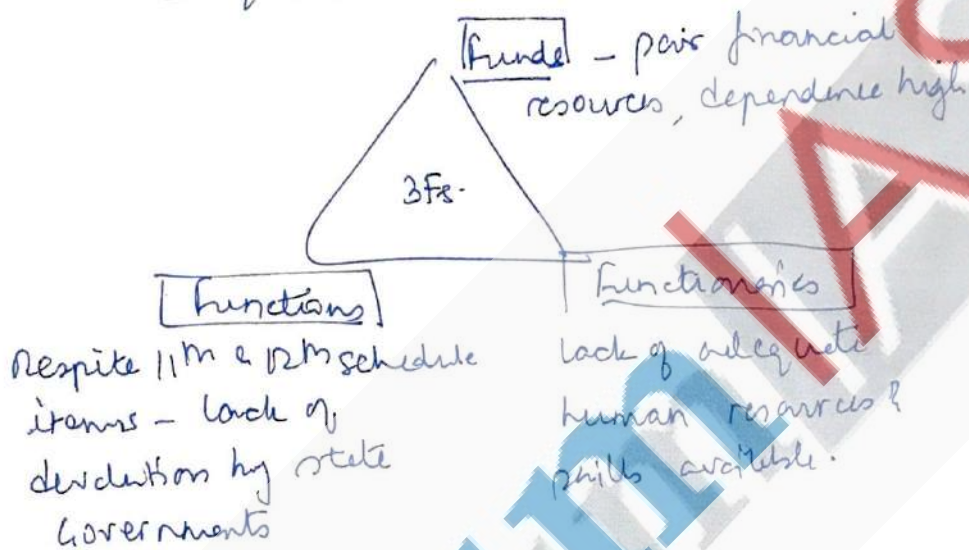 Funds - poor financial
resources, dependence high
3Fs.
Functions
Functionaries
Despite 11th & 12th schedule
items - lack of
devolution by state
Governments
Lack of adequate
human resources &
skills available.